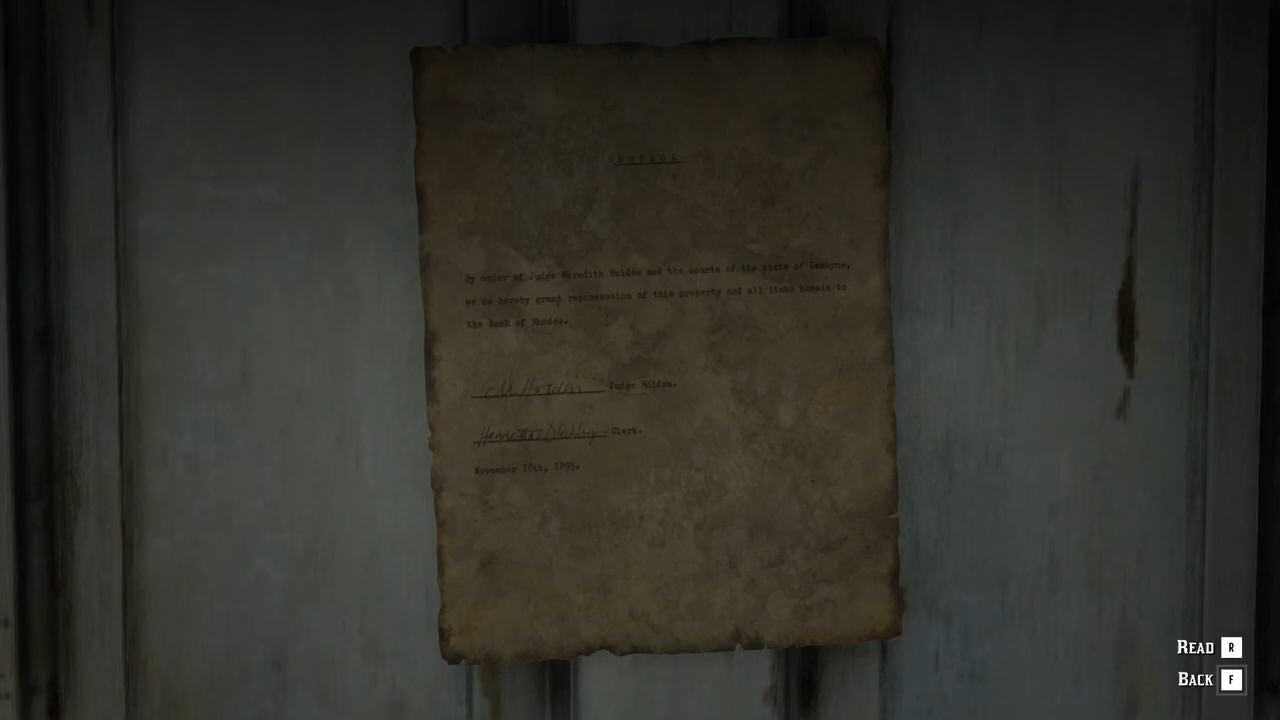 NOTICE
By order of Judge Meredith Holden and the courts of the state of Lemoyne,
we do hereby grant repossession of this property and all items herein to
the Bank of Rhodes.
M Holden Judge Holden.
Henrietta Clerk.
November 18th, 1895.
READ R
BACK F